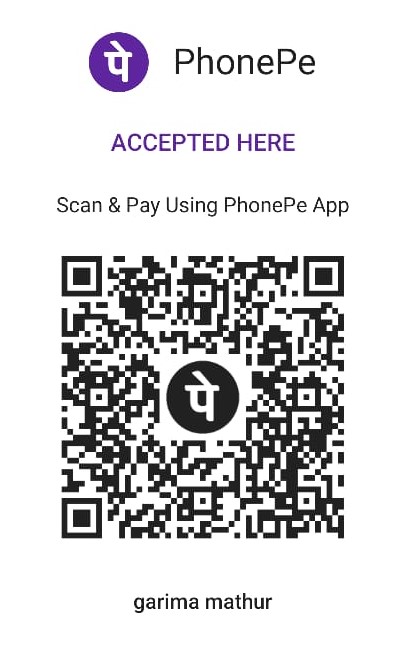 पे PhonePe
ACCEPTED HERE
Scan & Pay Using PhonePe App
पे
garima mathur